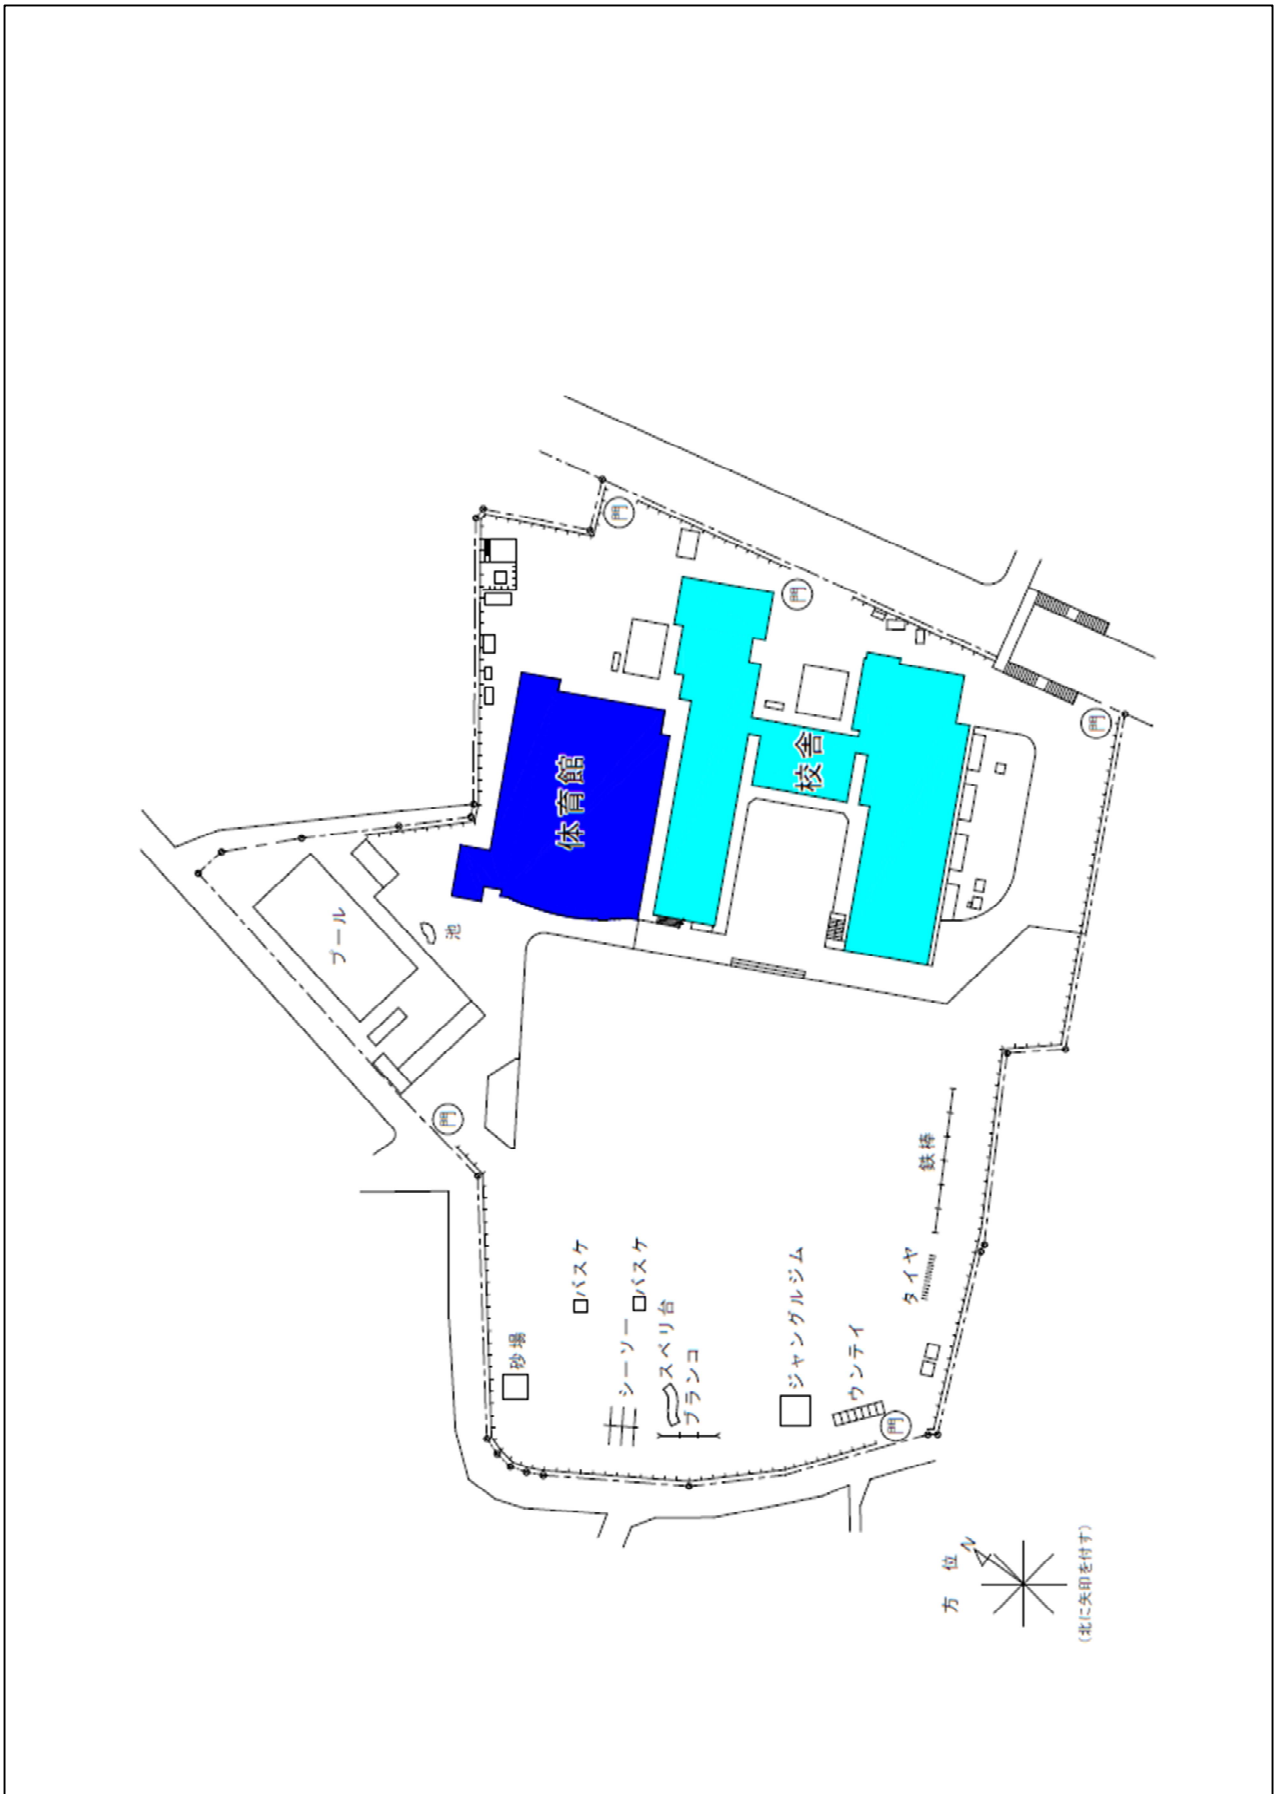 門
門
門
体育館
校舎
プール
池
門
門
鉄棒
バスケ
バスケ
タイヤ
砂場
シーソー
スベリ台
ブランコ
ジャングルジム
ウンテイ
門
方位
N
(北に矢印を付す)